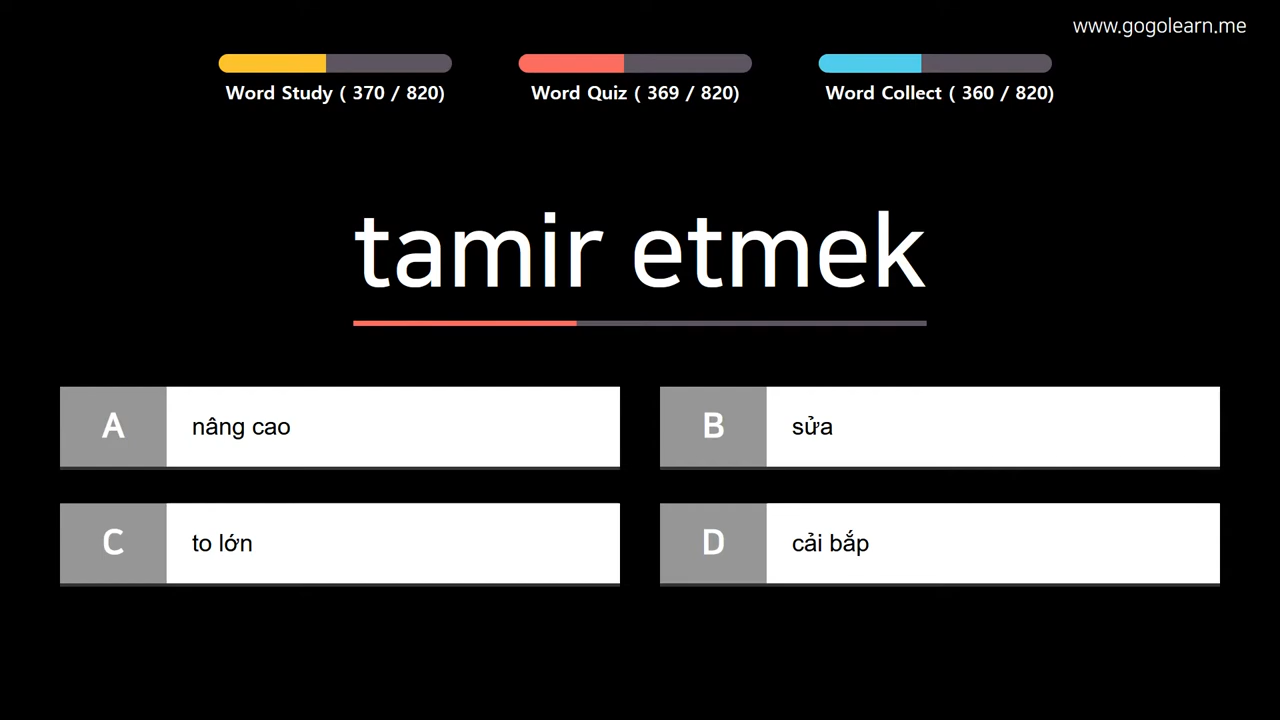 www.gogolearn.me
Word Study ( 370 / 820)
Word Quiz ( 369 / 820)
Word Collect ( 360 / 820)
tamir etmek
A nâng cao
B sửa
C to lớn
D cải bắp